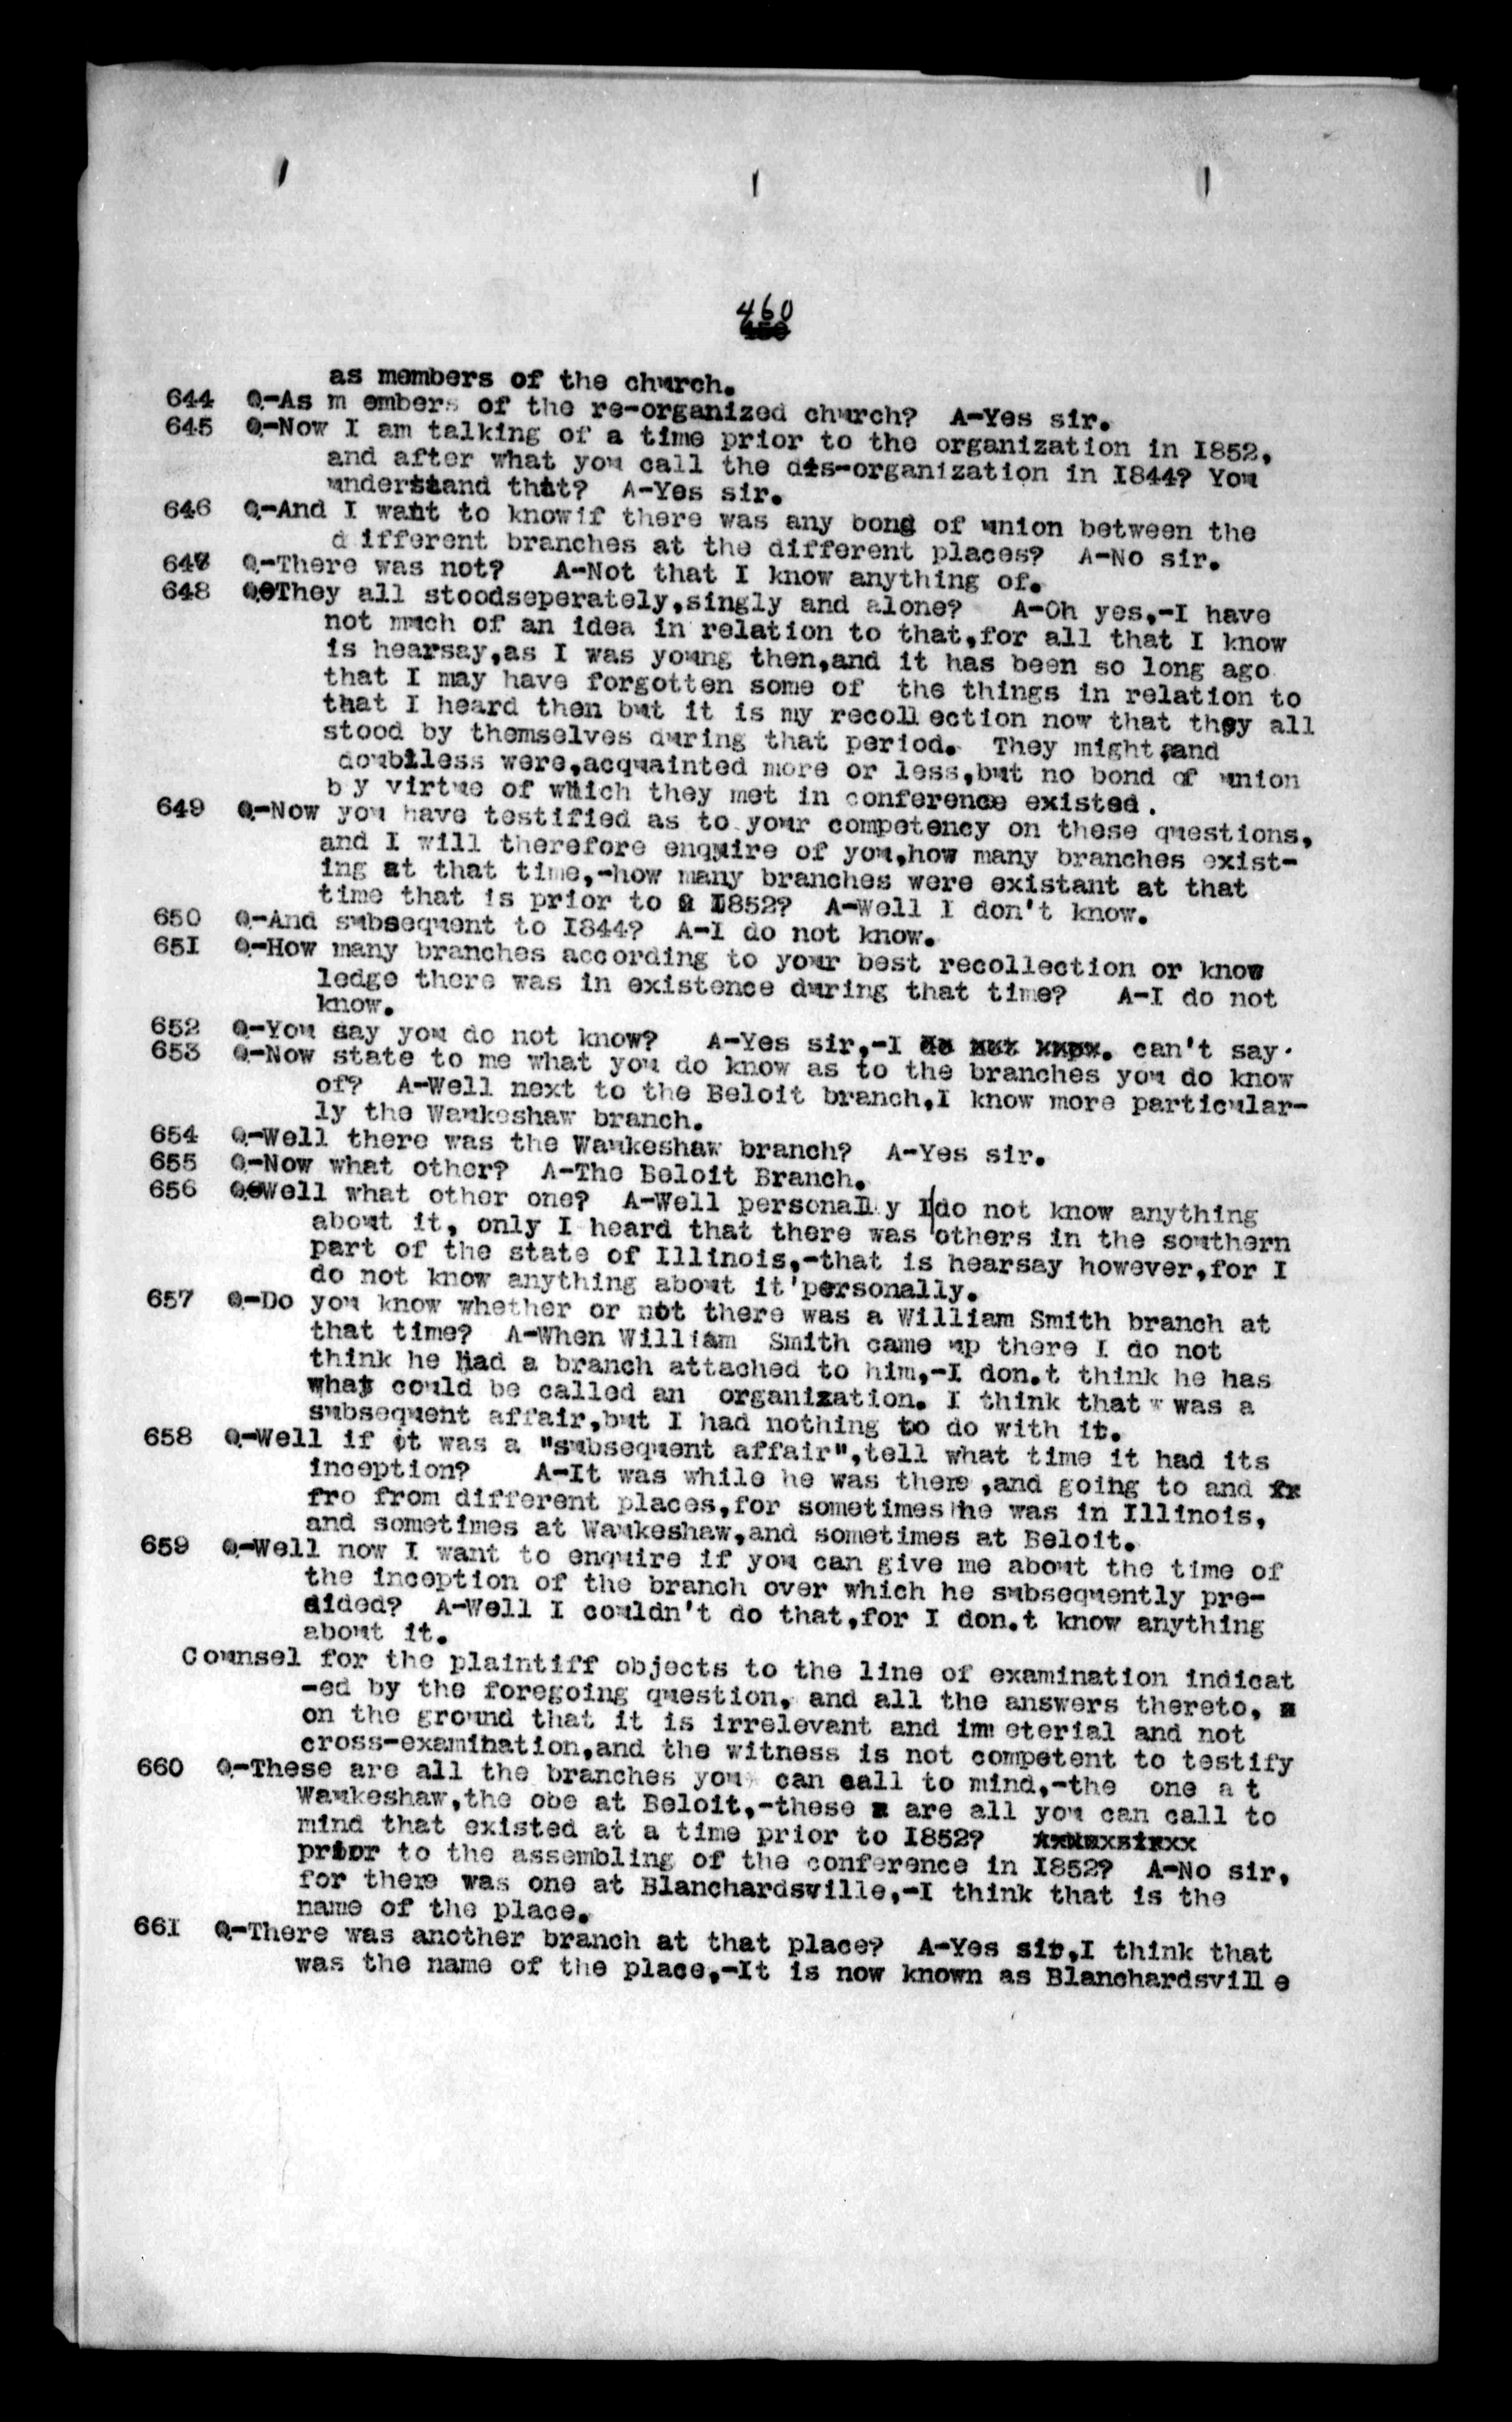 460
as members of the church.
644 Q-As m embers of the re-organized church? A-Yes sir.
645 Q-Now I am talking of a time prior to the organization in I852,
and after what you call the dis-organization in I844? You
understand that? A-Yes sir.
646 Q-And I want to knowif there was any bond of union between the
d ifferent branches at the different places? A-No sir.
647 Q-There was not? A-Not that I know anything of.
648 QeThey all stoodseperately,singly and alone? A-Oh yes,-I have
not much of an idea in relation to that,for all that I know
is hearsay,as I was young then,and it has been so long ago
that I may have forgotten some of the things in relation to
that I heard then but it is my recoll ection now that they all
stood by themselves during that period. They might,and
doubtless were,acquainted more or less,but no bond of union
b y virtue of which they met in conference existed.
649 Q-Now you have testified as to your competency on these questions,
and I will therefore enquire of you,how many branches exist-
ing at that time,-how many branches were existant at that
time that is prior to I852? A-Well I don't know.
650 Q-And subsequent to I844? A-I do not know.
651 Q-How many branches according to your best recollection or know
ledge there was in existence during that time? A-I do not
know.
652 Q-You say you do not know? A-Yes sir,-I do not know. can't say.
653 Q-Now state to me what you do know as to the branches you do know
of? A-Well next to the Beloit branch,I know more particular-
ly the Waukeshaw branch.
654 Q-Well there was the Waukeshaw branch? A-Yes sir.
655 Q-Now what other? A-The Beloit Branch.
656 QeWell what other one? A-Well personall y I do not know anything
about it, only I heard that there was others in the southern
part of the state of Illinois,-that is hearsay however,for I
do not know anything about it'personally.
657 Q-Do you know whether or not there was a William Smith branch at
that time? A-When William Smith came up there I do not
think he had a branch attached to him,-I don.t think he has
what could be called an organization. I think that was a
subsequent affair,but I had nothing to do with it.
658 Q-Well if it was a "subsequent affair",tell what time it had its
inception? A-It was while he was there ,and going to and fr
fro from different places,for sometimes he was in Illinois,
and sometimes at Waukeshaw,and sometimes at Beloit.
659 Q-Well now I want to enquire if you can give me about the time of
the inception of the branch over which he subsequently pre-
sided? A-Well I couldn't do that,for I don.t know anything
about it.
Counsel for the plaintiff objects to the line of examination indicat
-ed by the foregoing question, and all the answers thereto, a
on the ground that it is irrelevant and imm eterial and not
cross-examination,and the witness is not competent to testify
660 Q-These are all the branches you can call to mind,-the one a t
Waukeshaw,the obe at Beloit,-these a are all you can call to
mind that existed at a time prior to I852?
prior to the assembling of the conference in I852? A-No sir,
for there was one at Blanchardsville,-I think that is the
name of the place.
661 Q-There was another branch at that place? A-Yes sir,I think that
was the name of the place,-It is now known as Blanchardsvill e